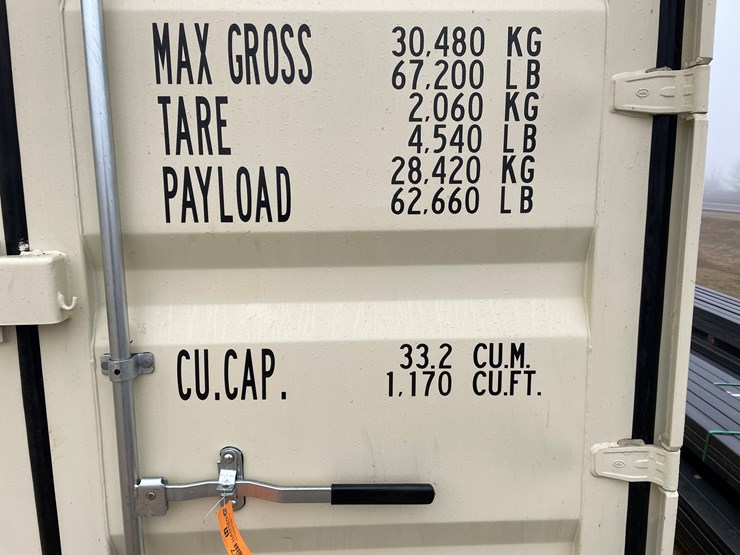 MAX GROSS 30,480 KG
67,200 LB
TARE 2,060 KG
4,540 LB
PAYLOAD 28,420 KG
62,660 LB
CU.CAP. 33.2 CU.M.
1,170 CU.FT.